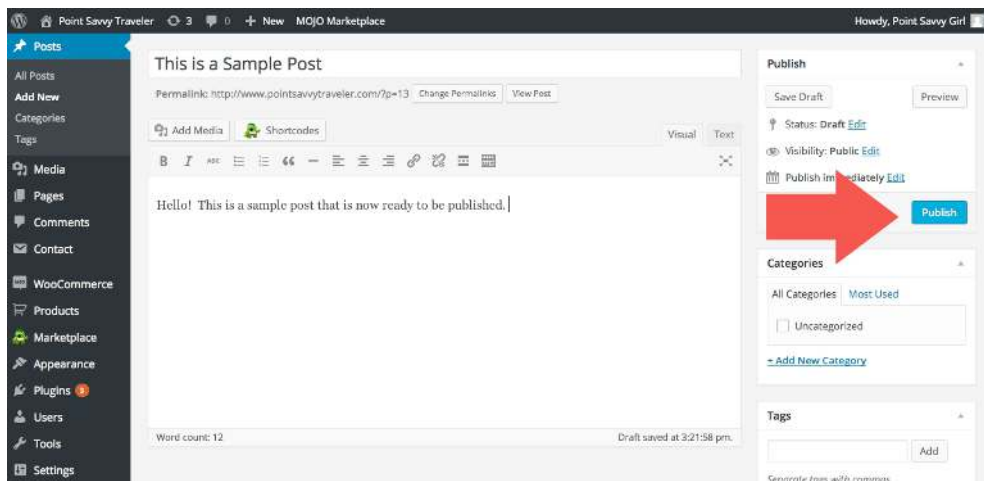 Point Savvy Traveler 3 0 + New MOJO Marketplace Howdy, Point Savvy Girl
Posts
All Posts
Add New
Categories
Tags
Media
Pages
Comments
Contact
WooCommerce
Products
Marketplace
Appearance
Plugins 3
Users
Tools
Settings
This is a Sample Post
Permalink: http://www.pointsavvytraveler.com/?p=13 Change Permalinks View Post
Add Media Shortcodes Visual Text
B I ABC
Hello! This is a sample post that is now ready to be published.
Word count: 12 Draft saved at 3:21:58 pm.
Publish
Save Draft Preview
Status: Draft Edit
Visibility: Public Edit
Publish immediately Edit
Publish
Categories
All Categories Most Used
Uncategorized
+ Add New Category
Tags
Add
Separate tags with commas